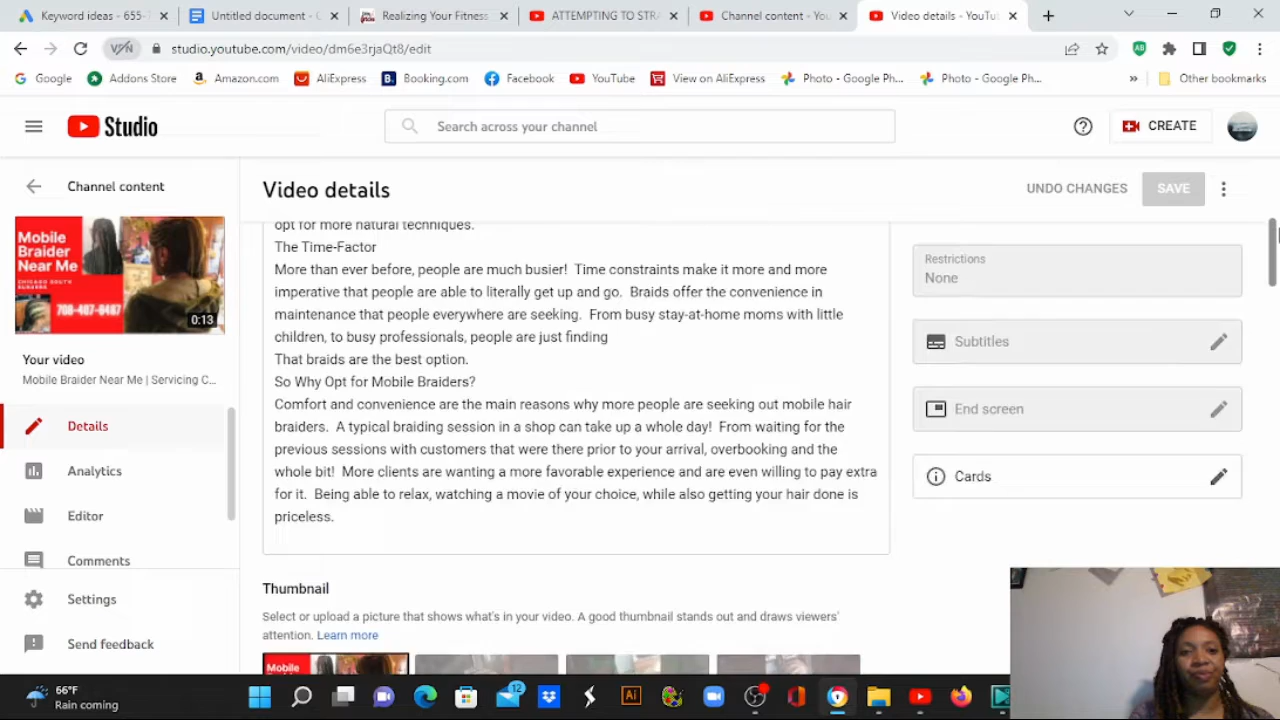 Keyword ideas - 655-
Untitled document - G
Realizing Your Fitness
ATTEMPTING TO STRA
Channel content - You
Video details - YouTu
VPN
studio.youtube.com/video/dm6e3rjaQt8/edit
Google
Addons Store
Amazon.com
AliExpress
Booking.com
Facebook
YouTube
View on AliExpress
Photo - Google Ph...
Photo - Google Ph...
Other bookmarks
Studio
Search across your channel
CREATE
Channel content
Video details
UNDO CHANGES
SAVE
Mobile
Braider
Near Me
CHICAGO SOUTH
SUBURBS
708-407-0487
0:13
Your video
Mobile Braider Near Me | Servicing C...
Details
Analytics
Editor
Comments
Settings
Send feedback
opt for more natural techniques.
The Time-Factor
More than ever before, people are much busier! Time constraints make it more and more
imperative that people are able to literally get up and go. Braids offer the convenience in
maintenance that people everywhere are seeking. From busy stay-at-home moms with little
children, to busy professionals, people are just finding
That braids are the best option.
So Why Opt for Mobile Braiders?
Comfort and convenience are the main reasons why more people are seeking out mobile hair
braiders. A typical braiding session in a shop can take up a whole day! From waiting for the
previous sessions with customers that were there prior to your arrival, overbooking and the
whole bit! More clients are wanting a more favorable experience and are even willing to pay extra
for it. Being able to relax, watching a movie of your choice, while also getting your hair done is
priceless.
Restrictions
None
Subtitles
End screen
Cards
Thumbnail
Select or upload a picture that shows what's in your video. A good thumbnail stands out and draws viewers'
attention. Learn more
Mobile
66°F
Rain coming
12
Ai